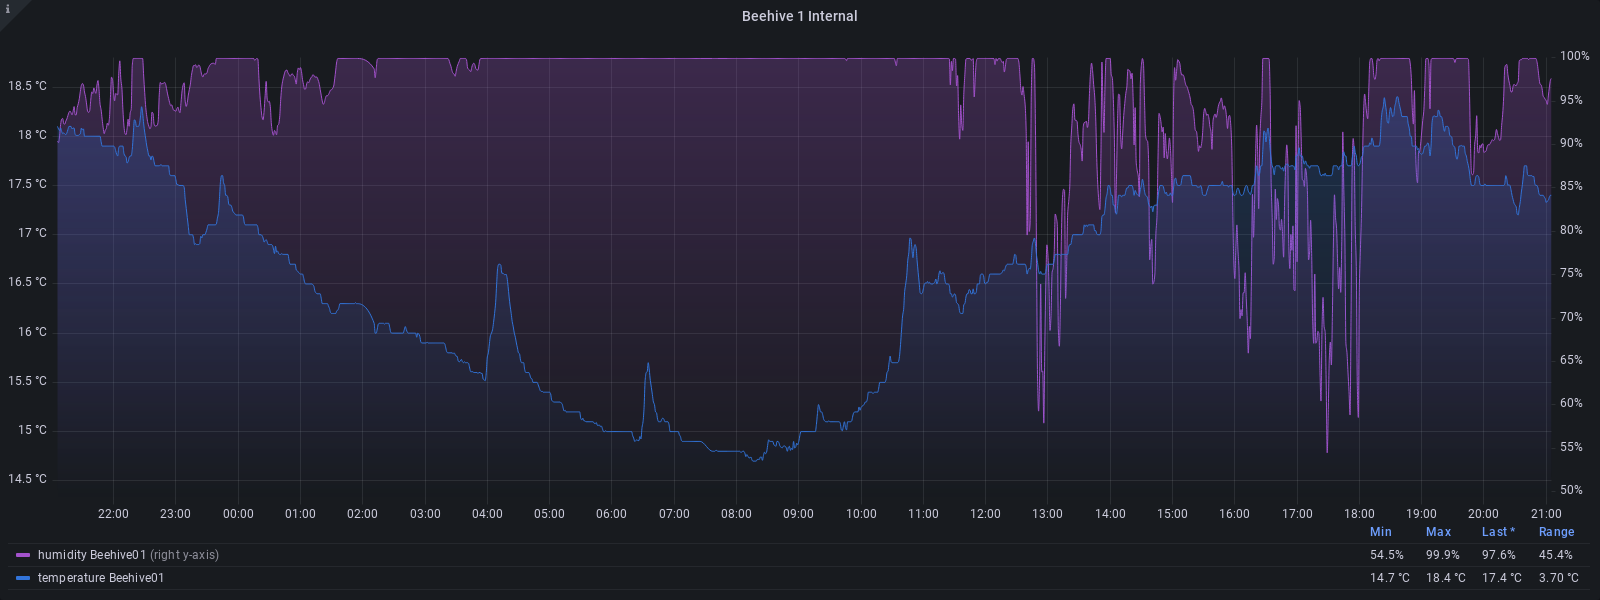 i
Beehive 1 Internal
100%
18.5 °C
95%
18 °C
90%
17.5 °C
85%
17 °C
80%
16.5 °C
75%
16 °C
70%
65%
15.5 °C
60%
15 °C
55%
14.5 °C
50%
22:00 23:00 00:00 01:00 02:00 03:00 04:00 05:00 06:00 07:00 08:00 09:00 10:00 11:00 12:00 13:00 14:00 15:00 16:00 17:00 18:00 19:00 20:00 21:00
Min Max Last * Range
humidity Beehive01 (right y-axis) 54.5% 99.9% 97.6% 45.4%
temperature Beehive01 14.7 °C 18.4 °C 17.4 °C 3.70 °C